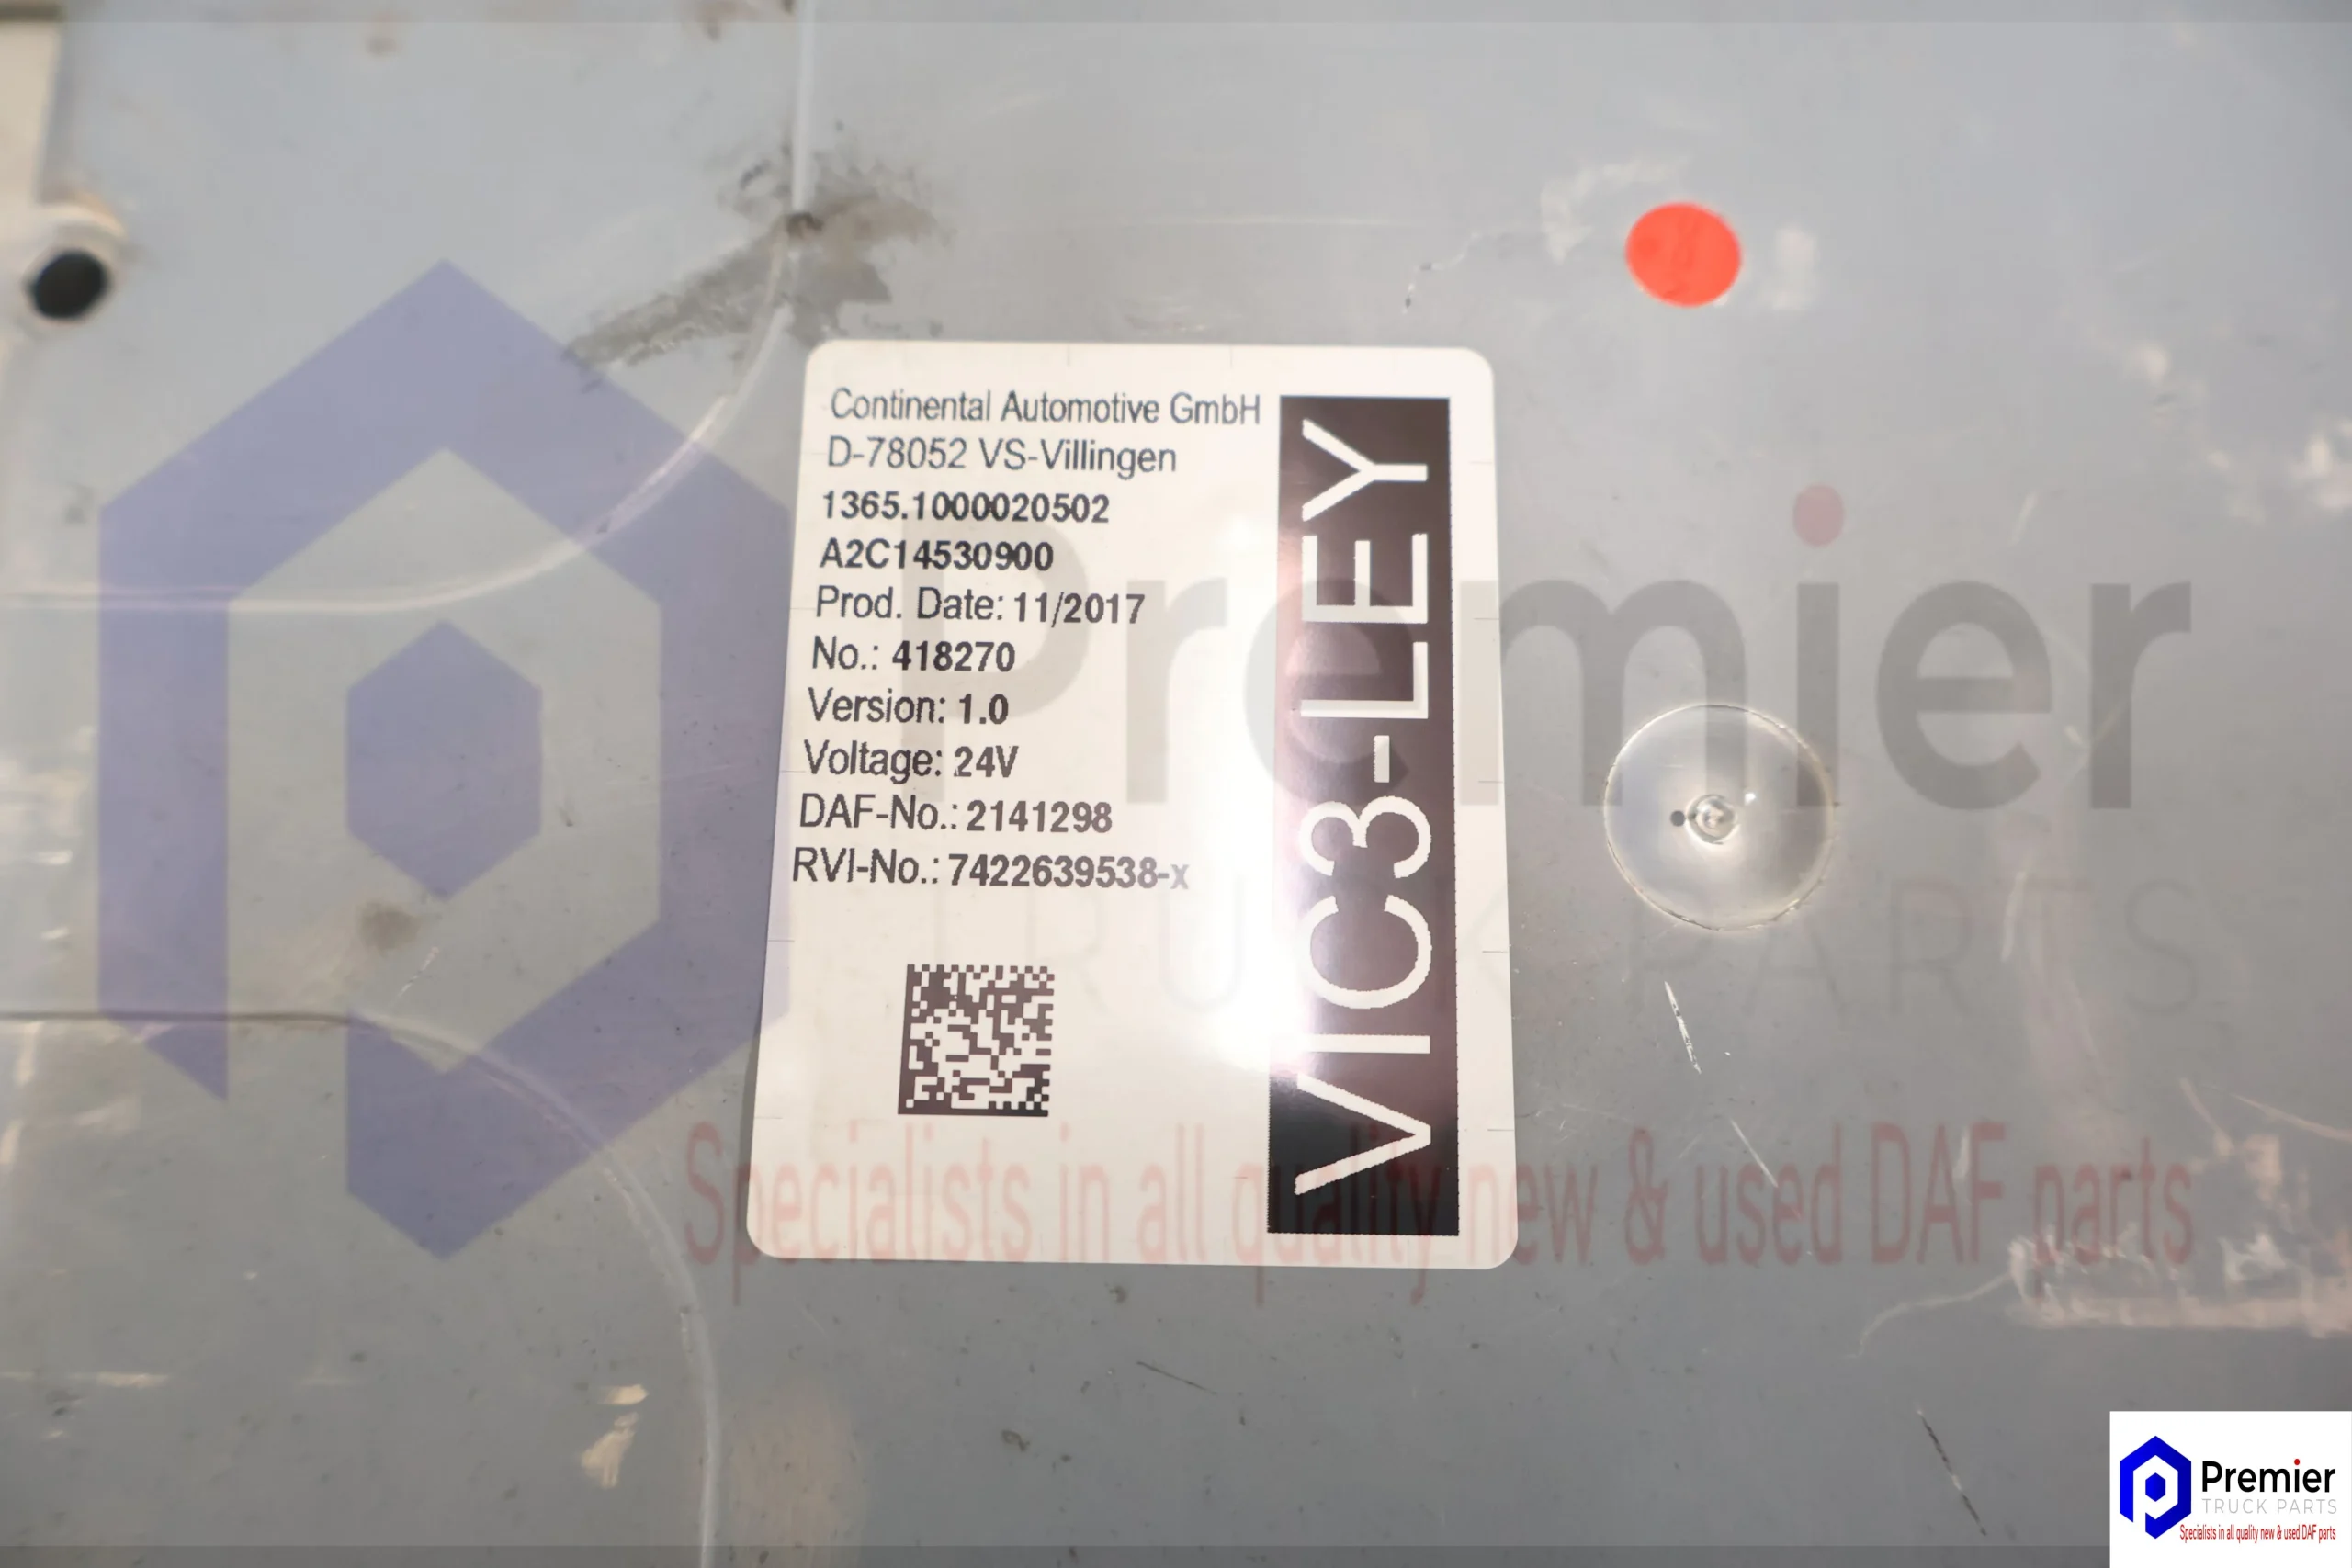 Continental Automotive GmbH
D-78052 VS-Villingen
1365.1000020502
A2C14530900
Prod. Date: 11/2017
No.: 418270
Version: 1.0
Voltage: 24V
DAF-No.: 2141298
RVI-No.: 7422639538-x
VIC3-LEY
Premier
TRUCK PARTS
Specialists in all quality new & used DAF parts
Premier
TRUCK PARTS
Specialists in all quality new & used DAF parts